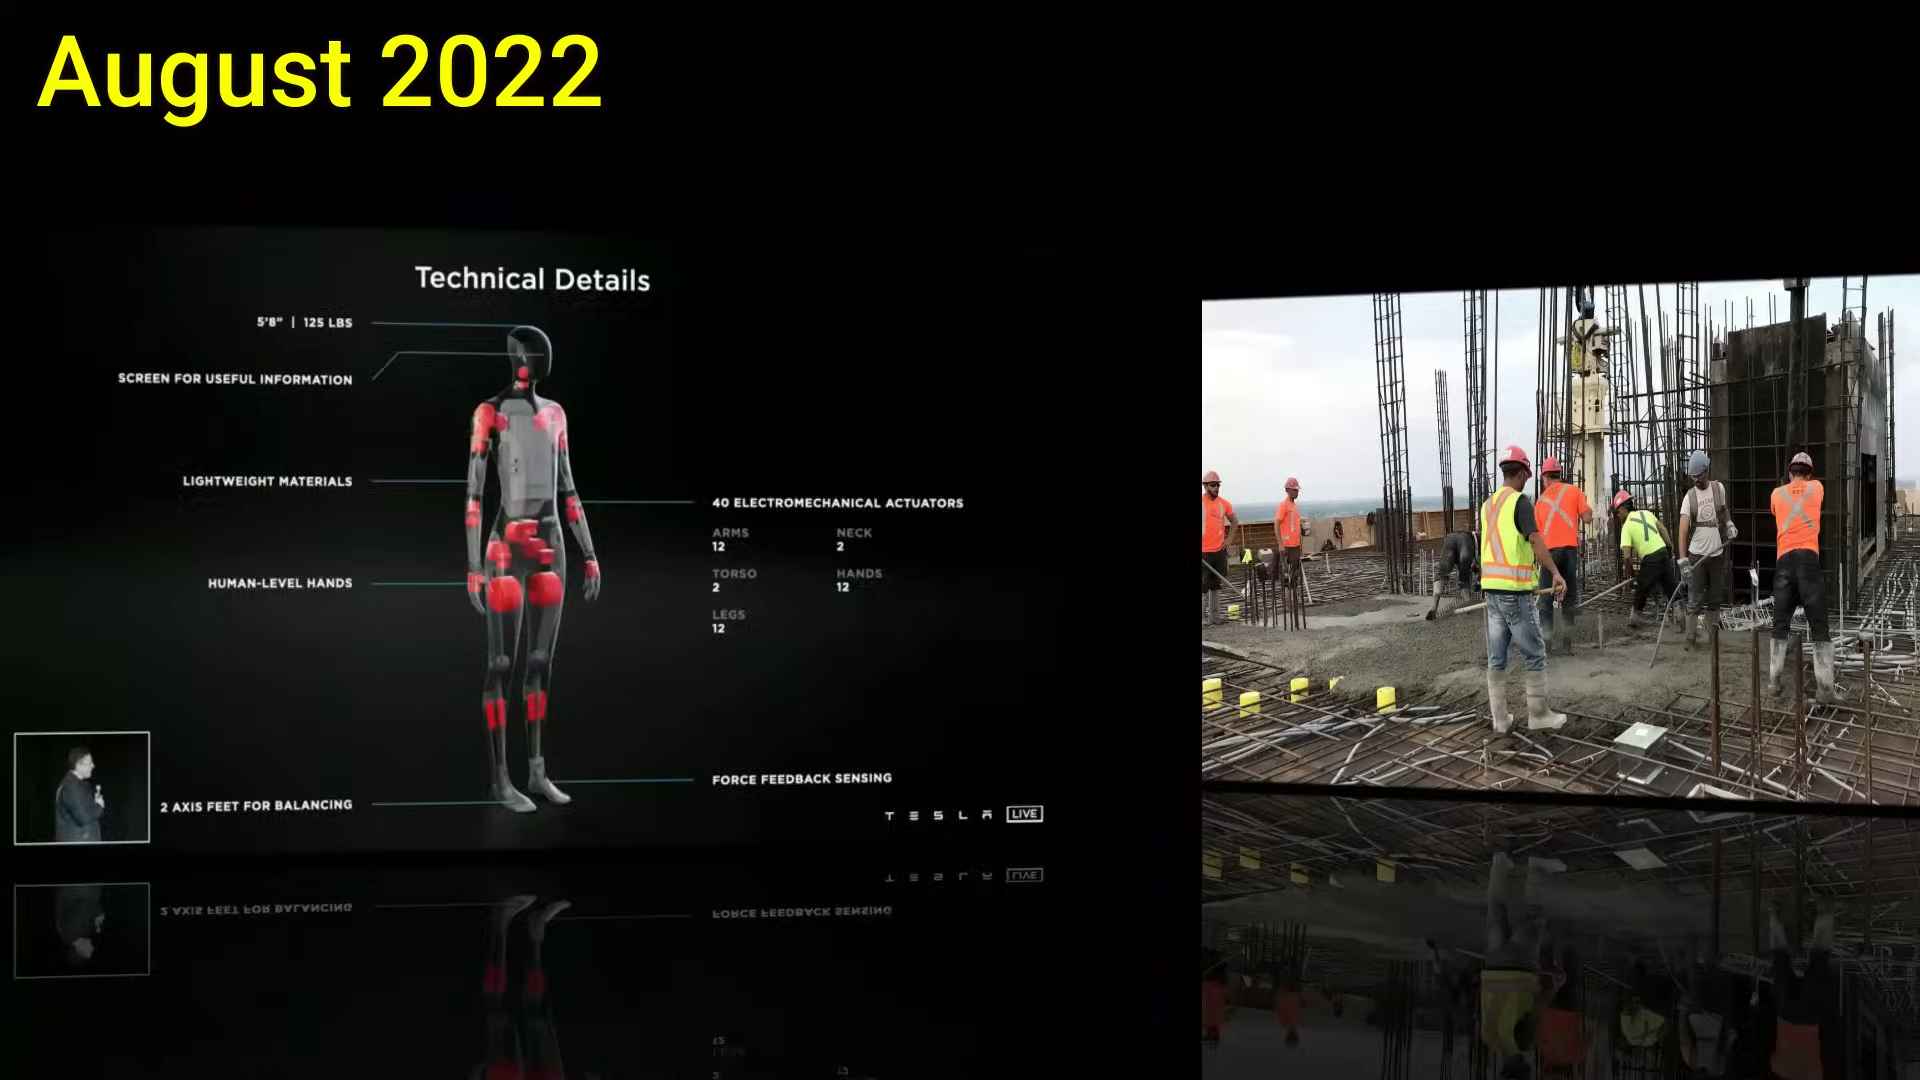 August 2022
Technical Details
5'8" | 125 LBS
SCREEN FOR USEFUL INFORMATION
LIGHTWEIGHT MATERIALS
HUMAN-LEVEL HANDS
2 AXIS FEET FOR BALANCING
40 ELECTROMECHANICAL ACTUATORS
ARMS NECK
12 2
TORSO HANDS
2 12
LEGS
12
FORCE FEEDBACK SENSING
TESLA LIVE